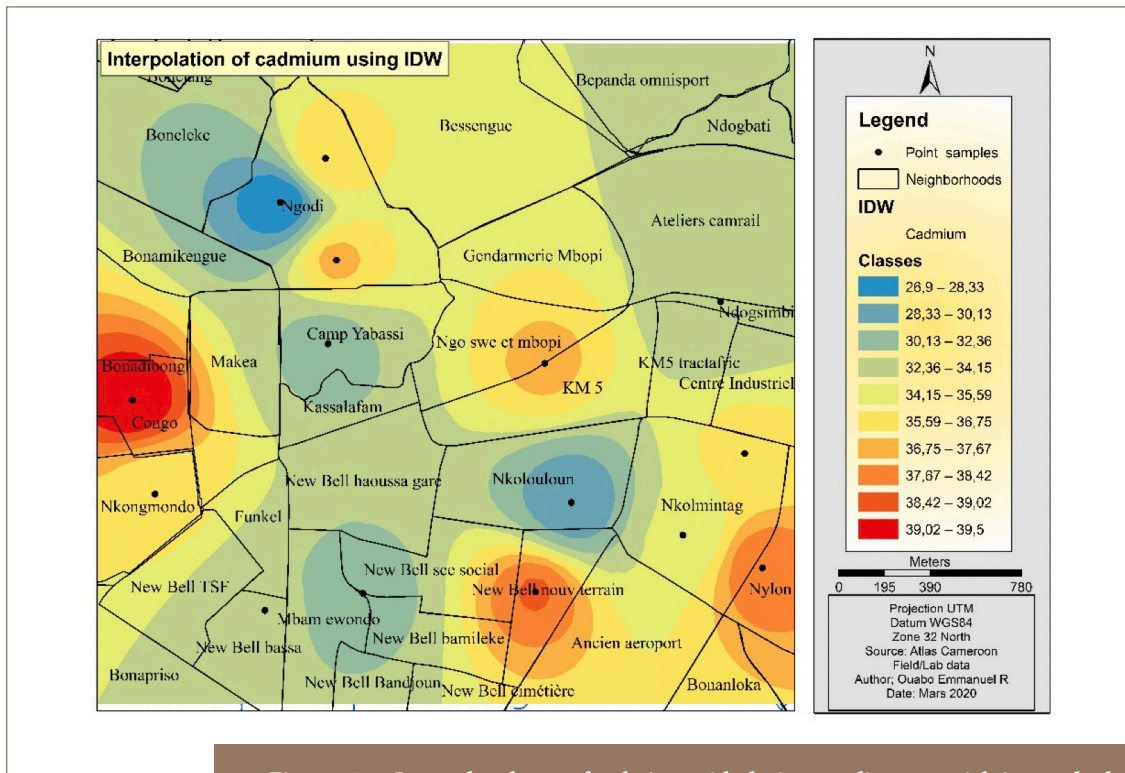 Interpolation of cadmium using IDW
Bepanda omnisport
Boneleke
Bessengue
Ndogbati
Ngodi
Ateliers camrail
Bonamikengue
Gendarmerie Mbopi
Ndogsimbi
Camp Yabassi
Ngo swe et mbopi
Makea
KM5 tractafric
Bonadibong
KM 5
Centre Industriel
Kassalafam
Congo
New Bell haoussa gare
Nkolouloun
Nkongmondo
Nkolmintag
Funkel
New Bell sec social
New Bell TSF
New Bell nouv terrain
Nylon
Mbam ewondo
New Bell bamileke
Ancien aeroport
New Bell bassa
Bonapriso
New Bell Bandjoun
New Bell cimétière
Bouanloka
N
Legend
Point samples
Neighborhoods
IDW
Cadmium
Classes
26,9 – 28,33
28,33 – 30,13
30,13 – 32,36
32,36 – 34,15
34,15 – 35,59
35,59 – 36,75
36,75 – 37,67
37,67 – 38,42
38,42 – 39,02
39,02 – 39,5
Meters
0 195 390 780
Projection UTM
Datum WGS84
Zone 32 North
Source: Atlas Cameroon
Field/Lab data
Author; Ouabo Emmanuel R
Date: Mars 2020